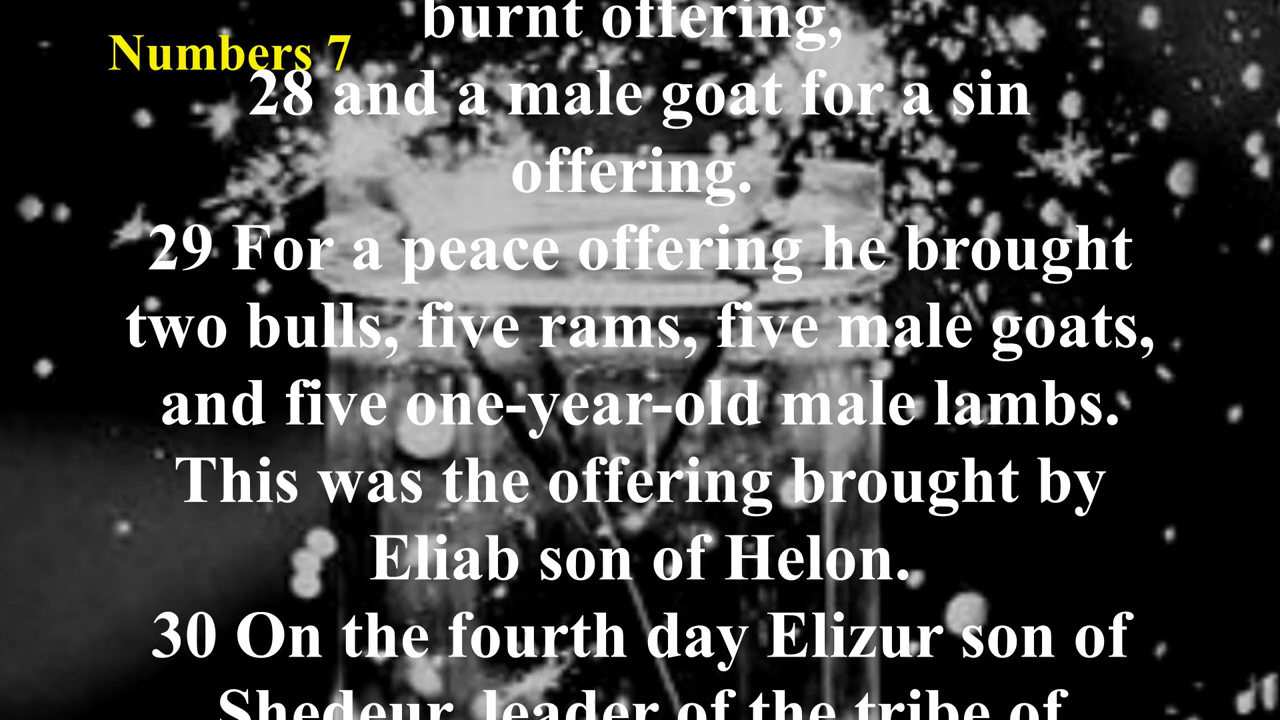 burnt offering,
Numbers 7
28 and a male goat for a sin
offering.
29 For a peace offering he brought
two bulls, five rams, five male goats,
and five one-year-old male lambs.
This was the offering brought by
Eliab son of Helon.
30 On the fourth day Elizur son of
Shedeur, leader of the tribe of